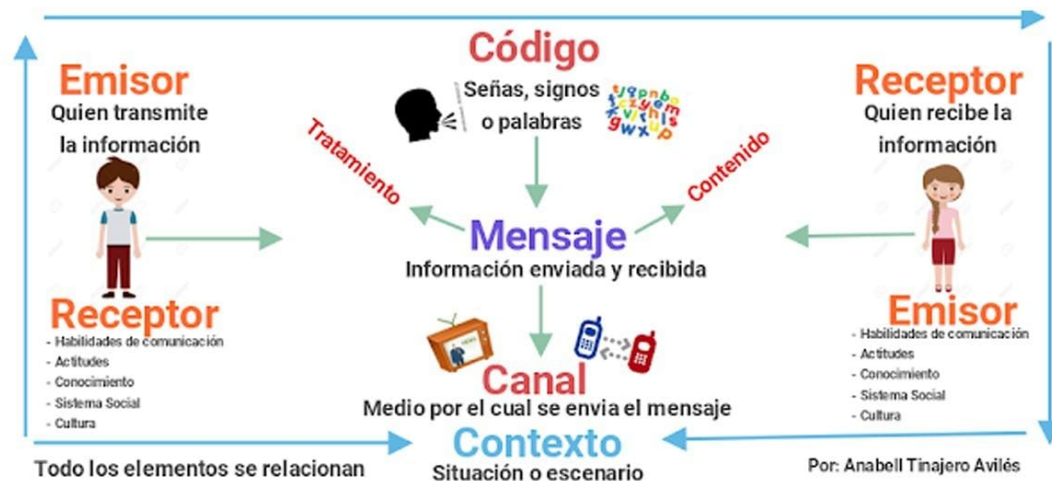 Emisor
Quien transmite
la información
Receptor
- Habilidades de comunicación
- Actitudes
- Conocimiento
- Sistema Social
- Cultura
Código
Señas, signos
o palabras
Tratamiento
Contenido
Mensaje
Información enviada y recibida
Canal
Medio por el cual se envia el mensaje
Contexto
Situación o escenario
Receptor
Quien recibe la
información
Emisor
- Habilidades de comunicación
- Actitudes
- Conocimiento
- Sistema Social
- Cultura
Todo los elementos se relacionan
Por: Anabell Tinajero Avilés